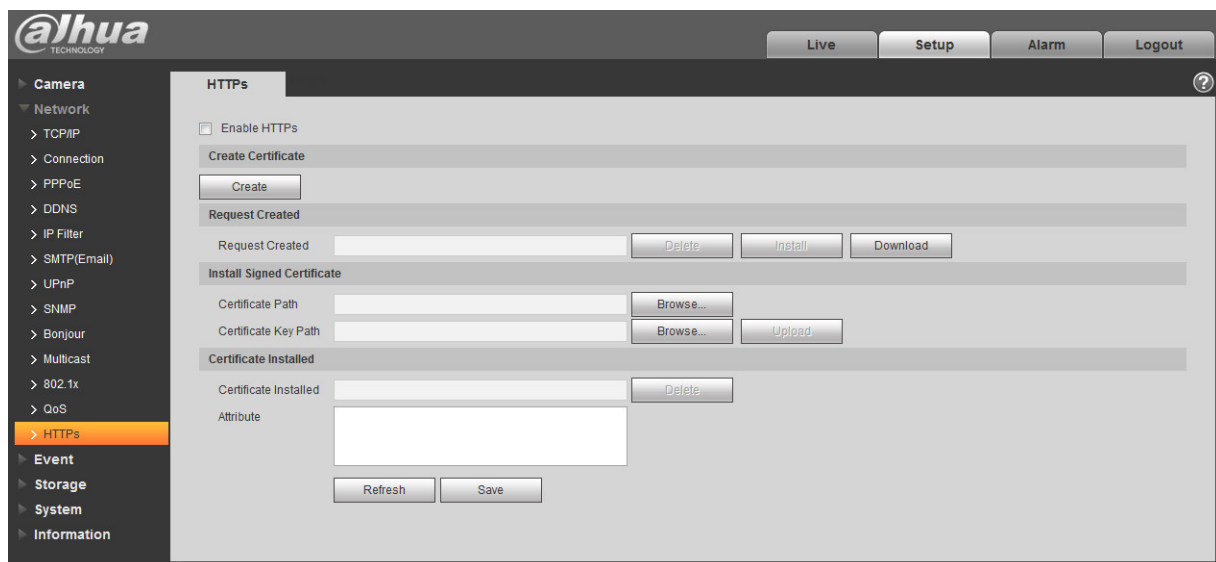 alhua
TECHNOLOGY
Live Setup Alarm Logout
Camera
Network
TCP/IP
Connection
PPPoE
DDNS
IP Filter
SMTP(Email)
UPnP
SNMP
Bonjour
Multicast
802.1x
QoS
HTTPs
Event
Storage
System
Information
HTTPs ?
Enable HTTPs
Create Certificate
Create
Request Created
Request Created Delete Install Download
Install Signed Certificate
Certificate Path Browse...
Certificate Key Path Browse... Upload
Certificate Installed
Certificate Installed Delete
Attribute
Refresh Save